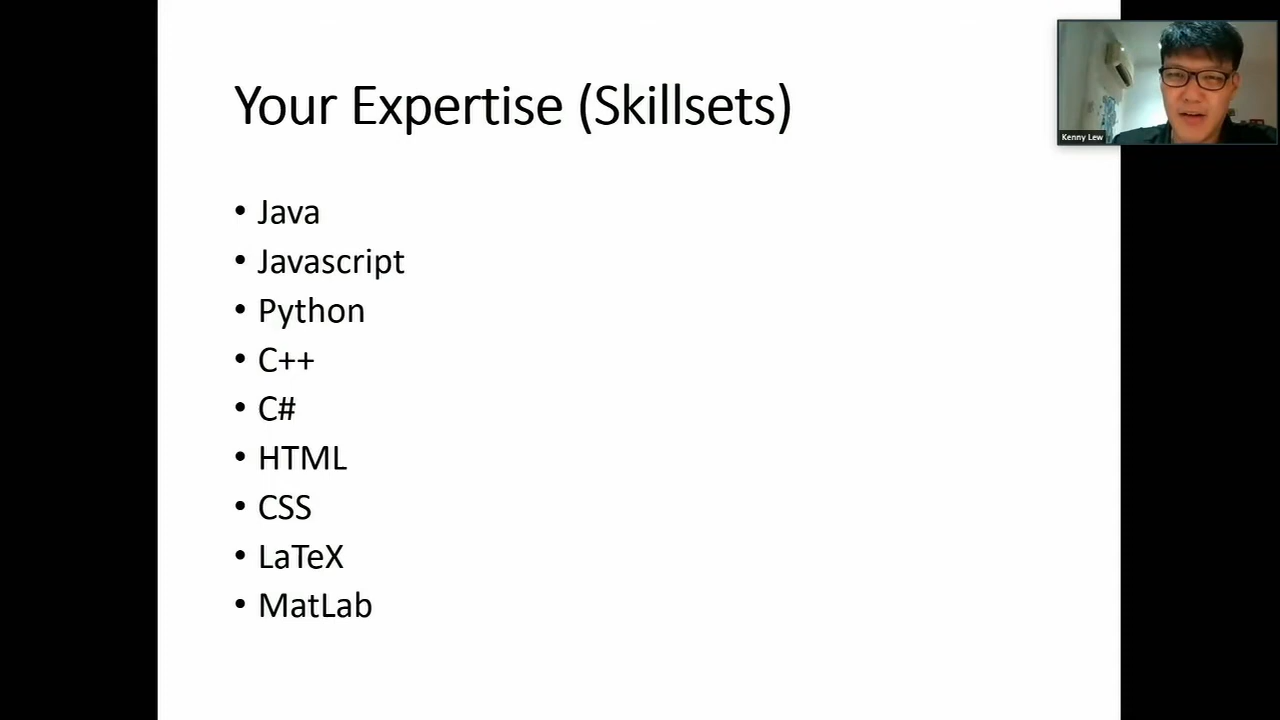 Your Expertise (Skillsets)
• Java
• Javascript
• Python
• C++
• C#
• HTML
• CSS
• LaTeX
• MatLab
Kenny Lew